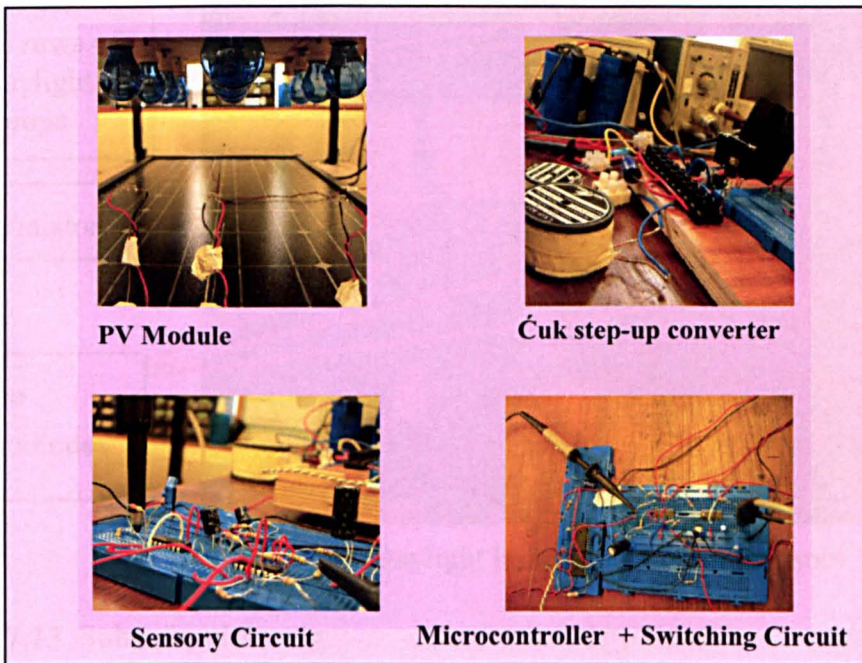 PV Module
Ćuk step-up converter
Sensory Circuit
Microcontroller + Switching Circuit